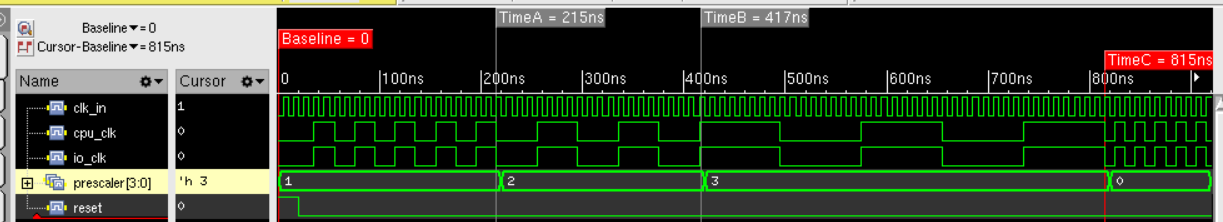 TimeA = 215ns
TimeB = 417ns
Baseline▼= 0
Cursor-Baseline▼= 815ns
Baseline = 0
TimeC = 815ns
Name
Cursor
0
100ns
200ns
300ns
400ns
500ns
600ns
700ns
800ns
clk_in
1
cpu_clk
0
io_clk
0
prescaler[3:0]
'h 3
1
2
3
0
reset
0